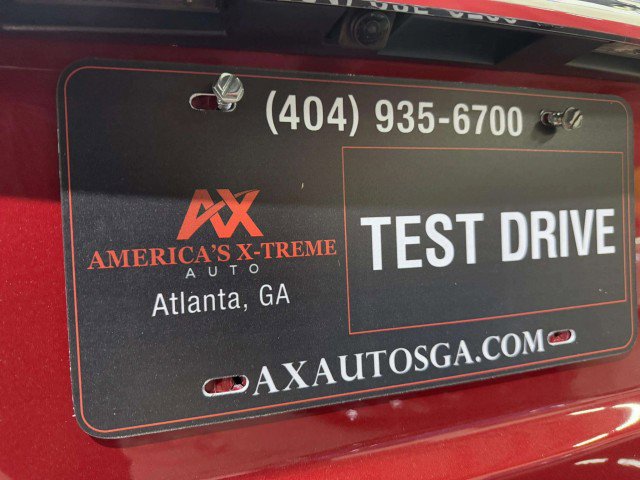 (404) 935-6700
AX
AMERICA'S X-TREME
AUTO
Atlanta, GA
TEST DRIVE
AXAUTOSGA.COM